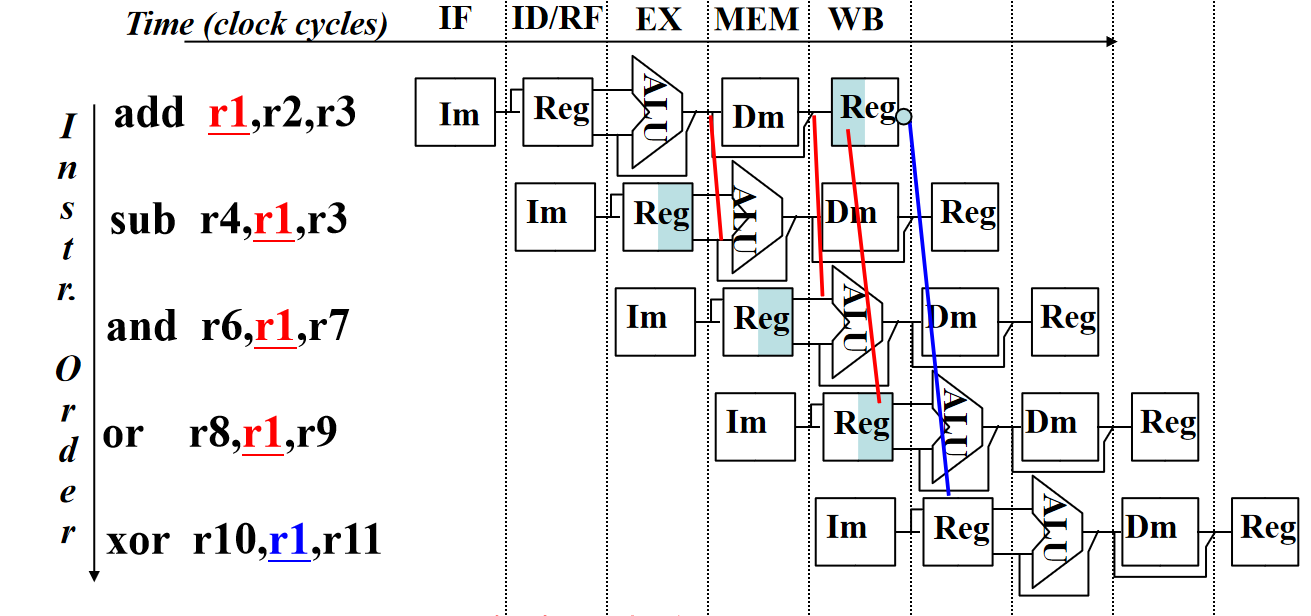 Time (clock cycles) IF ID/RF EX MEM WB
Instr. Order
add r1,r2,r3 Im Reg ALU Dm Reg
sub r4,r1,r3 Im Reg ALU Dm Reg
and r6,r1,r7 Im Reg ALU Dm Reg
or r8,r1,r9 Im Reg ALU Dm Reg
xor r10,r1,r11 Im Reg ALU Dm Reg